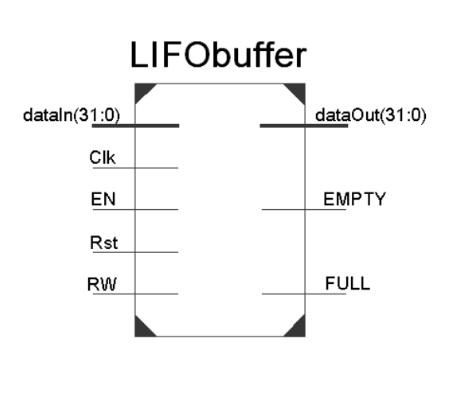 LIFObuffer
dataIn(31:0) dataOut(31:0)
Clk
EN EMPTY
Rst
RW FULL